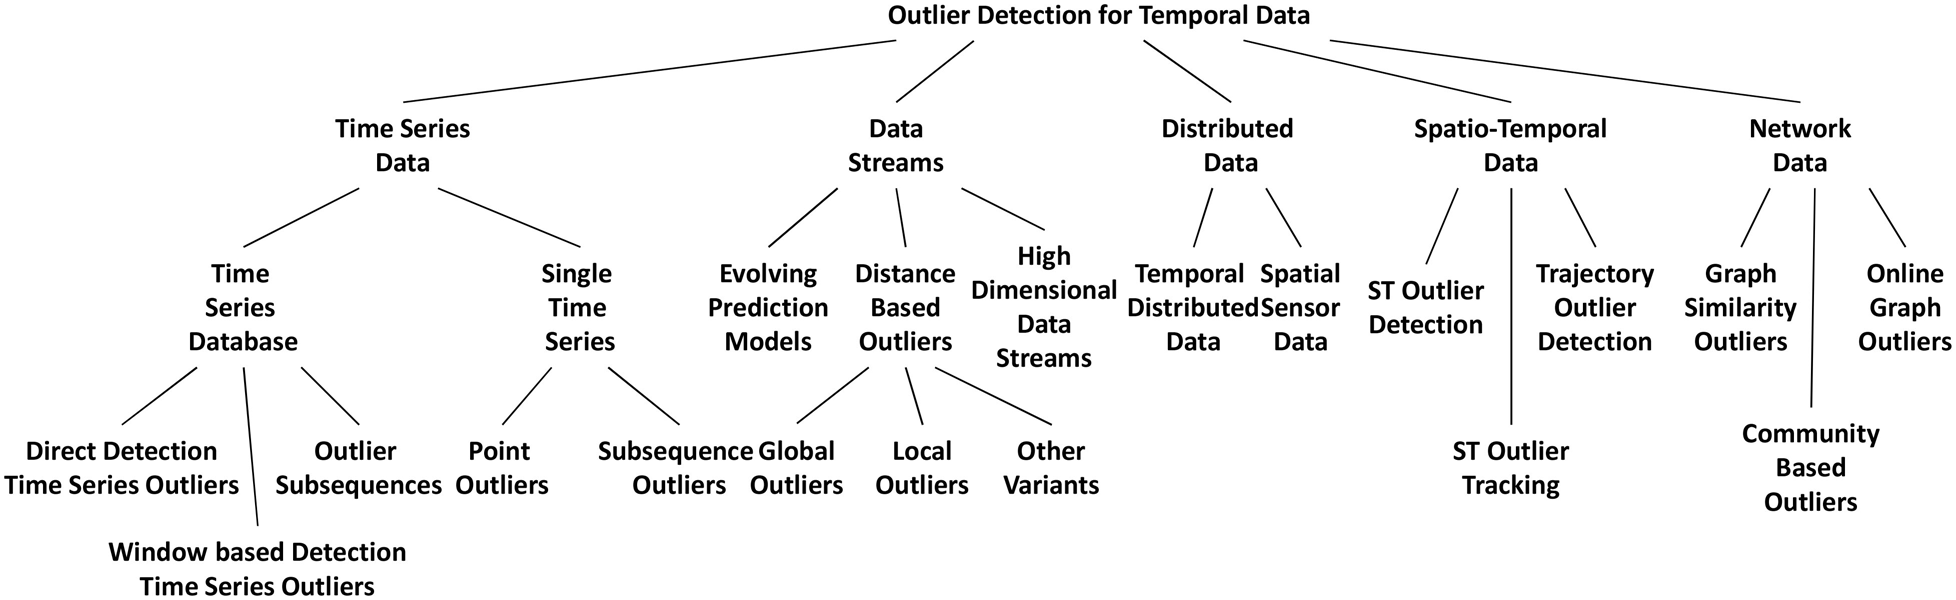 Outlier Detection for Temporal Data
Time Series
Data
Data
Streams
Distributed
Data
Spatio-Temporal
Data
Network
Data
Time
Series
Database
Single
Time
Series
Evolving
Prediction
Models
Distance
Based
Outliers
High
Dimensional
Data
Streams
Temporal
Distributed
Data
Spatial
Sensor
Data
ST Outlier
Detection
Trajectory
Outlier
Detection
Graph
Similarity
Outliers
Online
Graph
Outliers
Direct Detection
Time Series Outliers
Outlier
Subsequences
Point
Outliers
Subsequence
Outliers
Global
Outliers
Local
Outliers
Other
Variants
ST Outlier
Tracking
Community
Based
Outliers
Window based Detection
Time Series Outliers